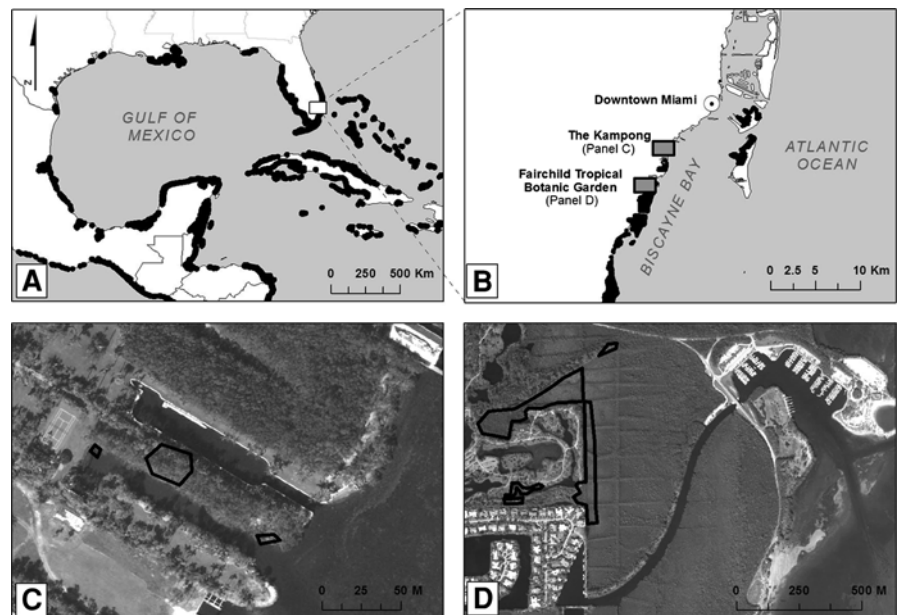 N
GULF OF
MEXICO
0 250 500 Km
A
Downtown Miami
The Kampong
(Panel C)
Fairchild Tropical
Botanic Garden
(Panel D)
BISCAYNE BAY
ATLANTIC
OCEAN
0 2.5 5 10 Km
B
0 25 50 M
C
0 250 500 M
D